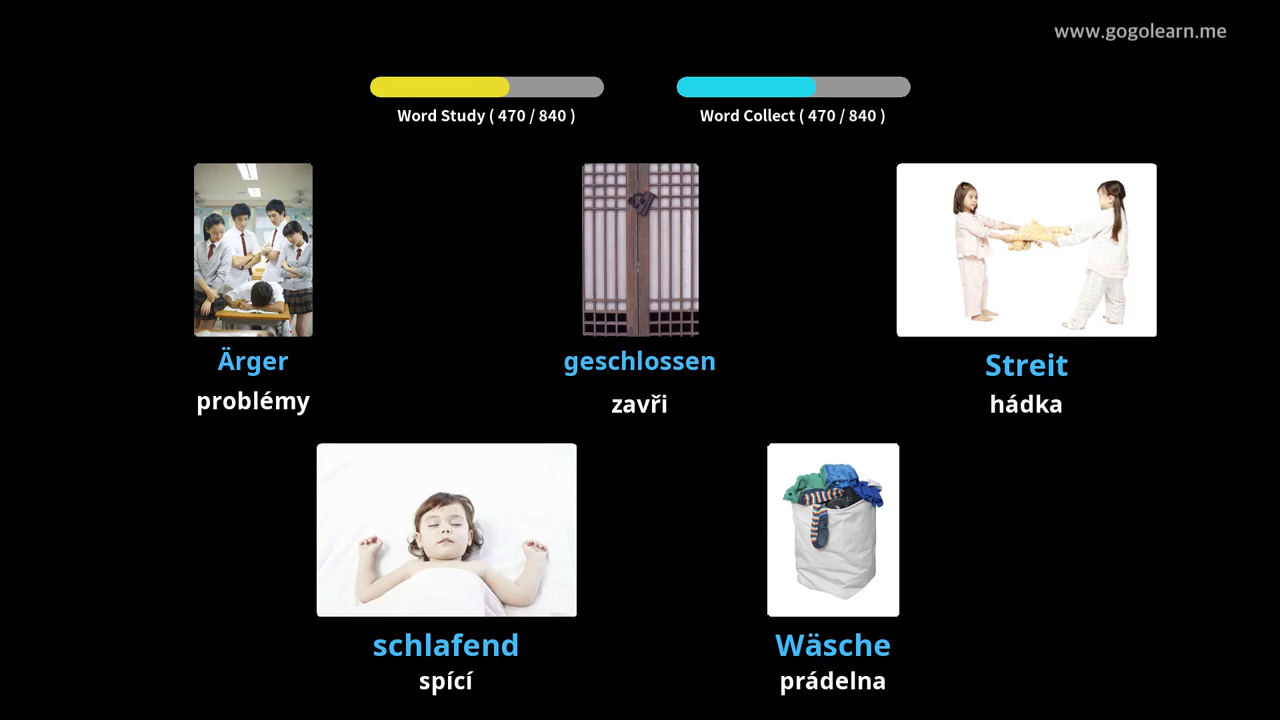 www.gogolearn.me
Word Study ( 470 / 840 )
Word Collect ( 470 / 840 )
Ärger
problémy
geschlossen
zavři
Streit
hádka
schlafend
spící
Wäsche
prádelna